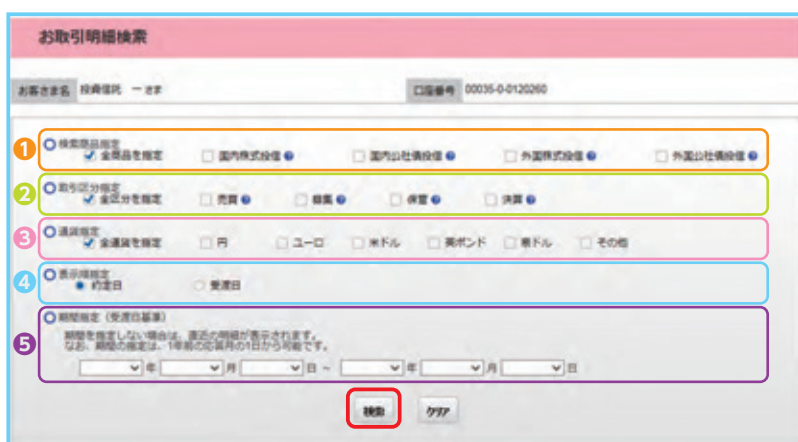 お取引明細検索
お客さま名 投資信託 一さま 口座番号 00035-0-0120260
1 検索商品指定
全商品を指定 国内株式投信 国内公社債投信 外国株式投信 外国公社債投信
2 取引区分指定
全区分を指定 売買 募集 保管 決算
3 通貨指定
全通貨を指定 円 ユーロ 米ドル 英ポンド 豪ドル その他
4 表示順指定
約定日 受渡日
5 期間指定（受渡日基準）
期間を指定しない場合は、直近の明細が表示されます。
なお、期間の指定は、1年前の応答月の1日から可能です。
年 月 日 ~ 年 月 日
検索 クリア